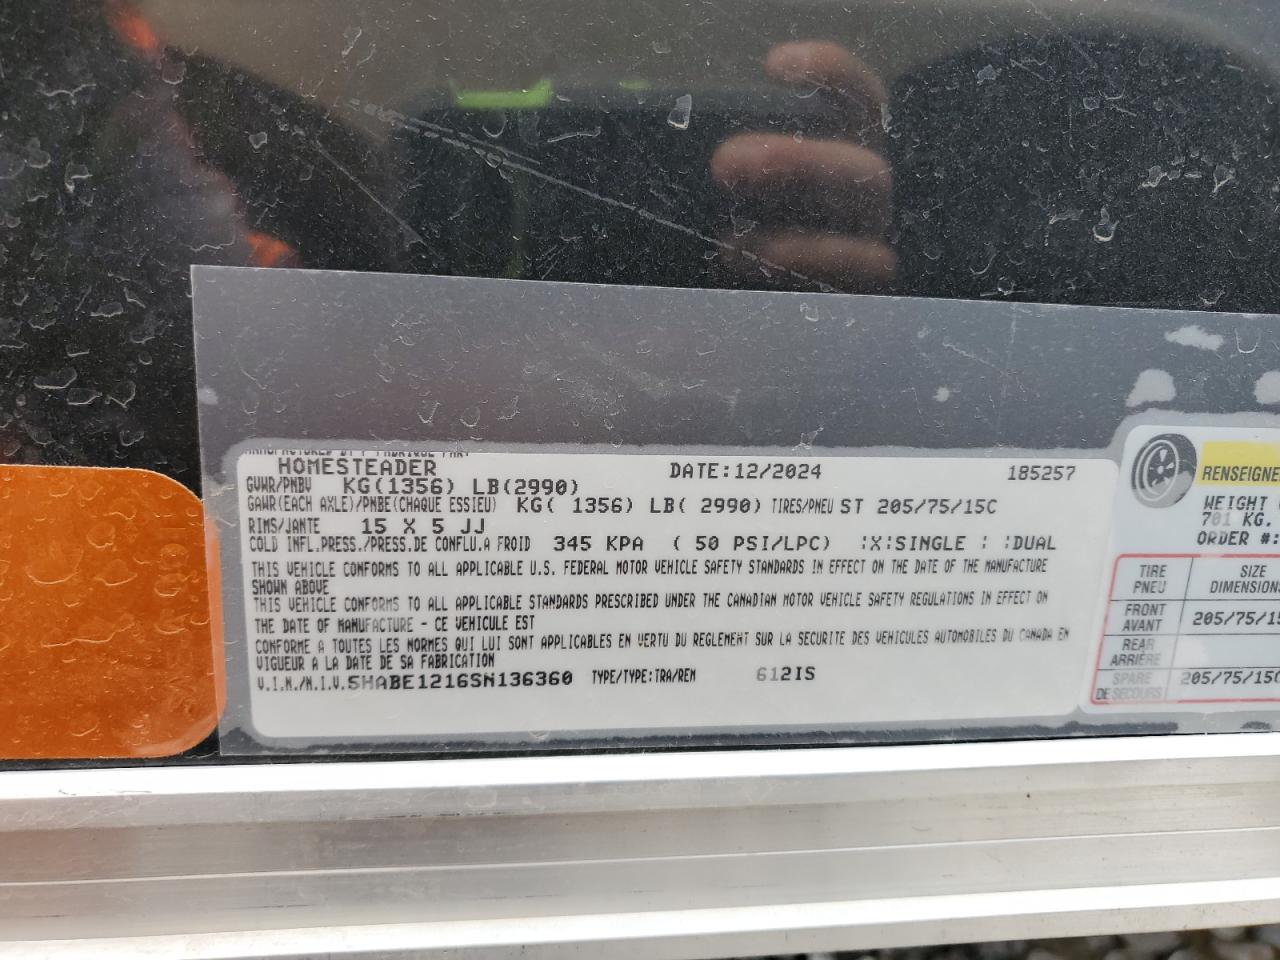 MANUFACTURED BY / FABRIQUE PAR:
HOMESTEADER DATE:12/2024 185257
GVWR/PNBV KG(1356) LB(2990)
GAWR(EACH AXLE)/PNBE(CHAQUE ESSIEU) KG( 1356) LB( 2990) TIRES/PNEU ST 205/75/15C
RIMS/JANTE 15 X 5 JJ
COLD INFL.PRESS./PRESS.DE CONFLU.A FROID 345 KPA ( 50 PSI/LPC) :X:SINGLE : :DUAL
THIS VEHICLE CONFORMS TO ALL APPLICABLE U.S. FEDERAL MOTOR VEHICLE SAFETY STANDARDS IN EFFECT ON THE DATE OF THE MANUFACTURE
SHOWN ABOVE
THIS VEHICLE CONFORMS TO ALL APPLICABLE STANDARDS PRESCRIBED UNDER THE CANADIAN MOTOR VEHICLE SAFETY REGULATIONS IN EFFECT ON
THE DATE OF MANUFACTURE - CE VEHICULE EST
CONFORME A TOUTES LES NORMES QUI LUI SONT APPLICABLES EN VERTU DU REGLEMENT SUR LA SECURITE DES VEHICULES AUTOMOBILES DU CANADA EN
VIGUEUR A LA DATE DE SA FABRICATION
V.I.N./N.I.V.5HABE1216SN136360 TYPE/TYPE:TRA/REM 612IS
RENSEIGNE
WEIGHT
701 KG.
ORDER #:
TIRE SIZE
PNEU DIMENSION
FRONT
AVANT 205/75/15
REAR
ARRIÈRE
SPARE
DE SECOURS 205/75/15C